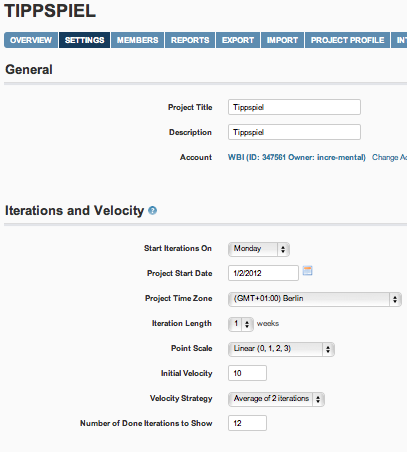 TIPPSPIEL
OVERVIEW SETTINGS MEMBERS REPORTS EXPORT IMPORT PROJECT PROFILE IN
General
Project Title Tippspiel
Description Tippspiel
Account WBI (ID: 347561 Owner: incre-mental) Change Ac
Iterations and Velocity ?
Start Iterations On Monday
Project Start Date 1/2/2012
Project Time Zone (GMT+01:00) Berlin
Iteration Length 1 weeks
Point Scale Linear (0, 1, 2, 3)
Initial Velocity 10
Velocity Strategy Average of 2 iterations
Number of Done Iterations to Show 12